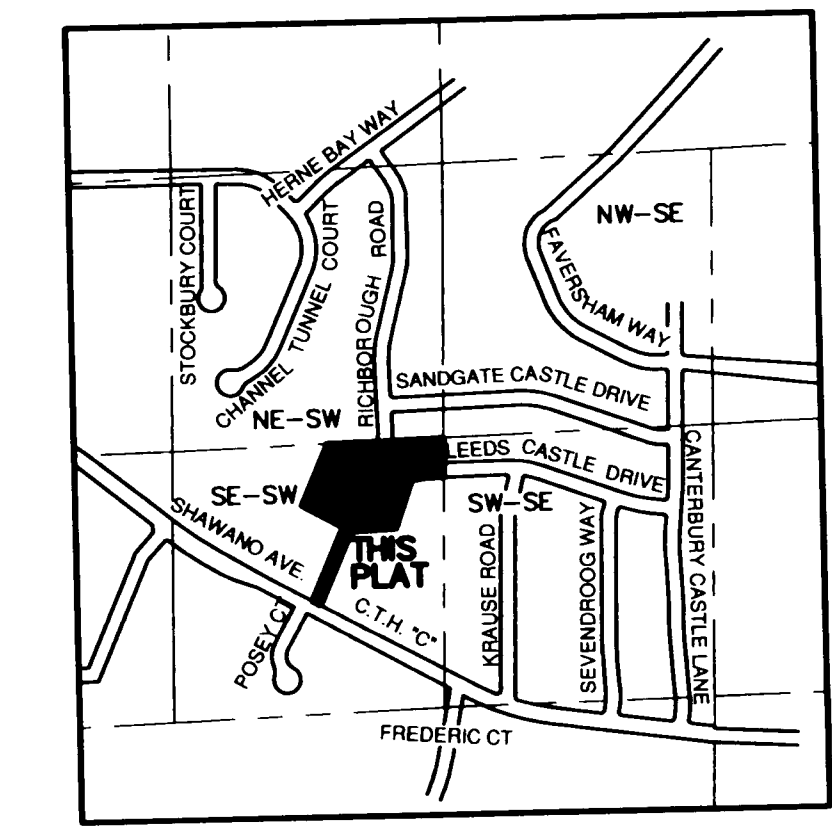 HERNE BAY WAY
STOCKBURY COURT
CHANNEL TUNNEL COURT
RICHBOROUGH ROAD
NW-SE
FAVERSHAM WAY
SANDGATE CASTLE DRIVE
NE-SW
LEEDS CASTLE DRIVE
SE-SW
SW-SE
SHAWANO AVE.
THIS
PLAT
C.T.H. "C"
POSEY CT
KRAUSE ROAD
SEVENDROOG WAY
CANTERBURY CASTLE LANE
FREDERIC CT